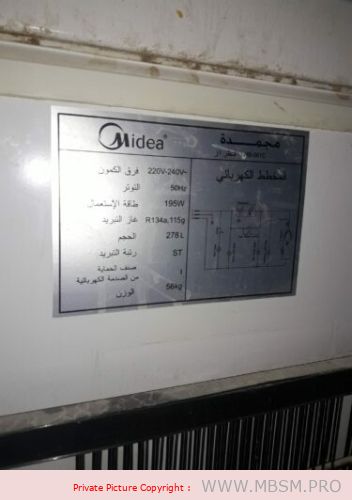 Midea®
مجمدة
220V-240V~ فرق الكمون
50Hz التوتر
195W طاقة الإستعمال
R134a,115g غاز التبريد
278L الحجم
ST رتبة التبريد
I صنف الحماية
من الصدمة الكهربائية
56kg الوزن
المخطط الكهربائي
Private Picture Copyright : WWW.MBSM.PRO